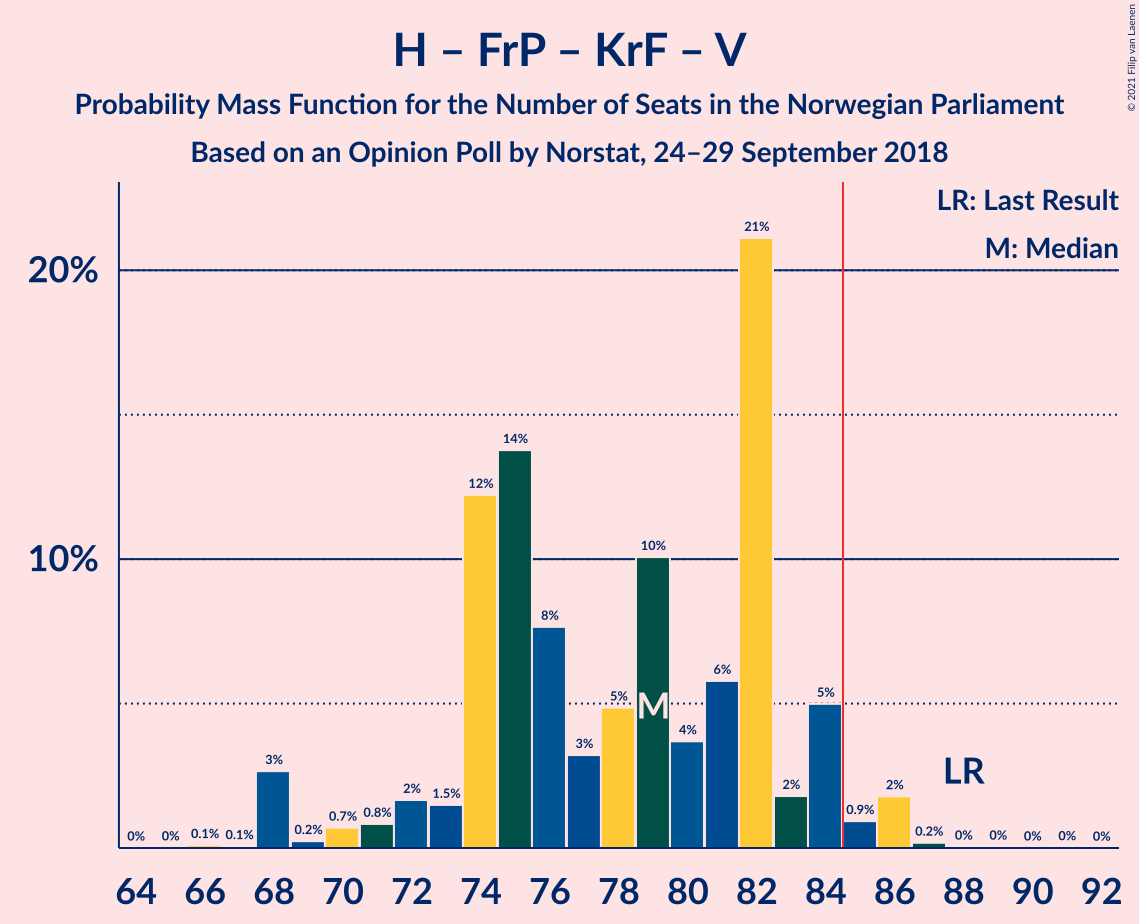 © 2021 Filip van Laenen
H – FrP – KrF – V
Probability Mass Function for the Number of Seats in the Norwegian Parliament
Based on an Opinion Poll by Norstat, 24–29 September 2018
LR: Last Result
M: Median
20%
10%
0% 0% 0.1% 0.1% 3% 0.2% 0.7% 0.8% 2% 1.5% 12% 14% 8% 3% 5% 10% 4% 6% 21% 2% 5% 0.9% 2% 0.2% 0% 0% 0% 0% 0%
M
LR
64 66 68 70 72 74 76 78 80 82 84 86 88 90 92